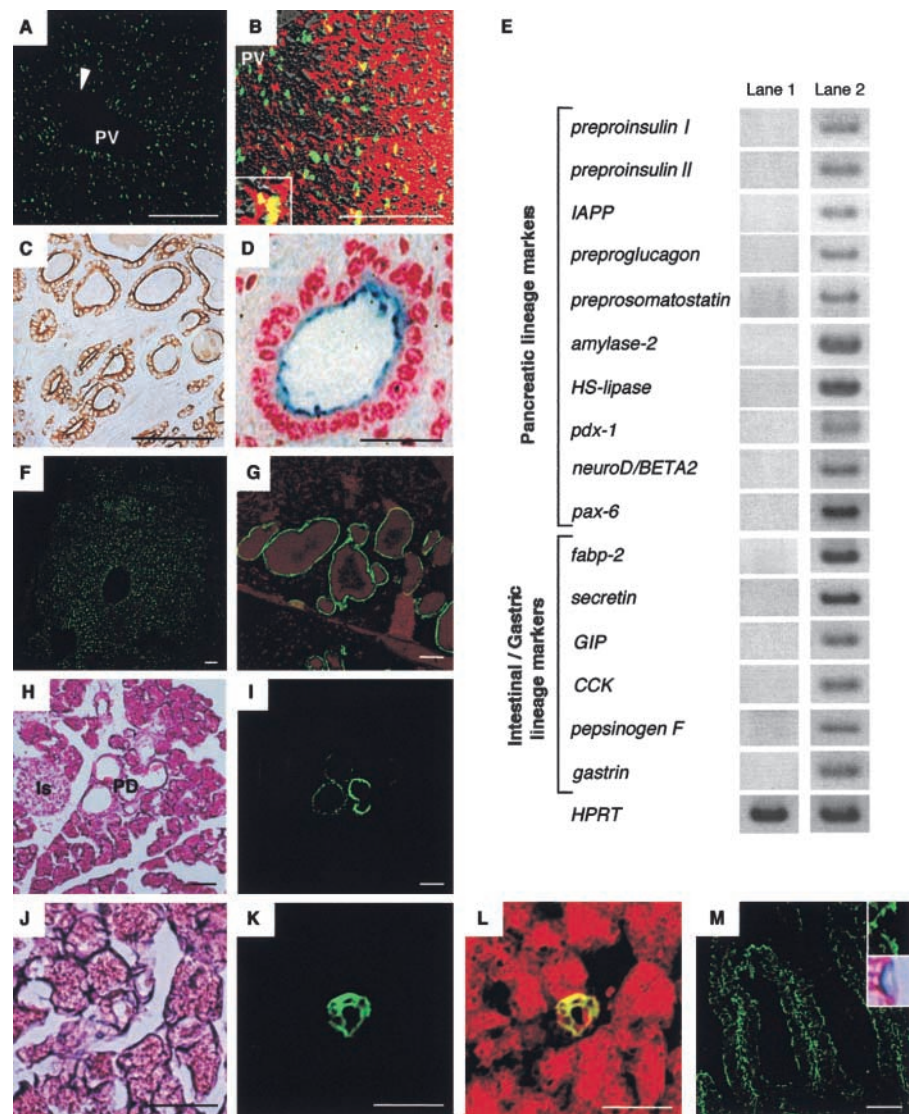 A
PV
B
PV
C
D
E
Lane 1 Lane 2
Pancreatic lineage markers
preproinsulin I
preproinsulin II
IAPP
preproglucagon
preprosomatostatin
amylase-2
HS-lipase
pdx-1
neuroD/BETA2
pax-6
Intestinal / Gastric
lineage markers
fabp-2
secretin
GIP
CCK
pepsinogen F
gastrin
HPRT
F
G
H
Is
PD
I
J
K
L
M